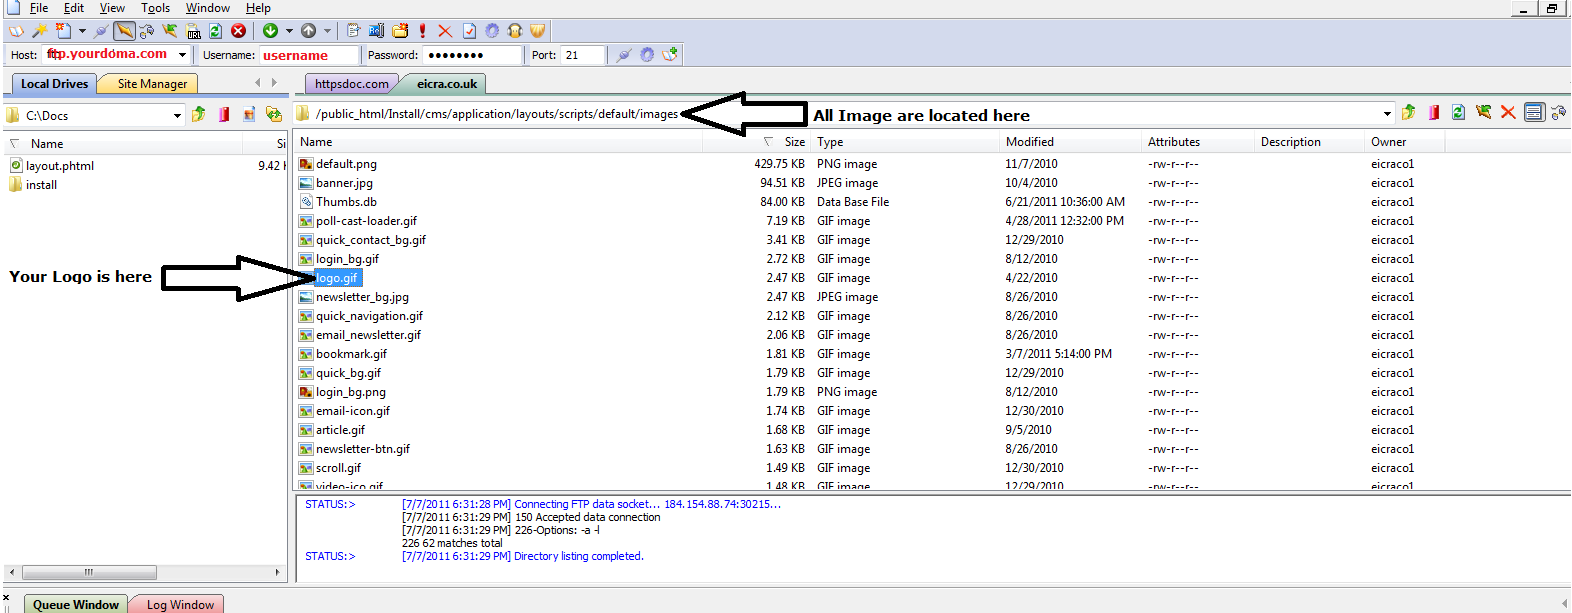 File Edit View Tools Window Help
Host: ftp.yourdoma.com Username: username Password: •••••••• Port: 21
Local Drives Site Manager httpsdoc.com eicra.co.uk
C:\Docs /public_html/Install/cms/application/layouts/scripts/default/images All Image are located here
Name Si Name Size Type Modified Attributes Description Owner
layout.phtml 9.42 default.png 429.75 KB PNG image 11/7/2010 -rw-r--r-- eicraco1
install banner.jpg 94.51 KB JPEG image 10/4/2010 -rw-r--r-- eicraco1
Thumbs.db 84.00 KB Data Base File 6/21/2011 10:36:00 AM -rw-r--r-- eicraco1
poll-cast-loader.gif 7.19 KB GIF image 4/28/2011 12:32:00 PM -rw-r--r-- eicraco1
quick_contact_bg.gif 3.41 KB GIF image 12/29/2010 -rw-r--r-- eicraco1
login_bg.gif 2.72 KB GIF image 8/12/2010 -rw-r--r-- eicraco1
Your Logo is here logo.gif 2.47 KB GIF image 4/22/2010 -rw-r--r-- eicraco1
newsletter_bg.jpg 2.47 KB JPEG image 8/26/2010 -rw-r--r-- eicraco1
quick_navigation.gif 2.12 KB GIF image 8/26/2010 -rw-r--r-- eicraco1
email_newsletter.gif 2.06 KB GIF image 8/26/2010 -rw-r--r-- eicraco1
bookmark.gif 1.81 KB GIF image 3/7/2011 5:14:00 PM -rw-r--r-- eicraco1
quick_bg.gif 1.79 KB GIF image 12/29/2010 -rw-r--r-- eicraco1
login_bg.png 1.79 KB PNG image 8/12/2010 -rw-r--r-- eicraco1
email-icon.gif 1.74 KB GIF image 12/30/2010 -rw-r--r-- eicraco1
article.gif 1.68 KB GIF image 9/5/2010 -rw-r--r-- eicraco1
newsletter-btn.gif 1.63 KB GIF image 8/26/2010 -rw-r--r-- eicraco1
scroll.gif 1.49 KB GIF image 12/30/2010 -rw-r--r-- eicraco1
video-ico.gif 1.48 KB GIF image 12/29/2010 -rw-r--r-- eicraco1
STATUS:> [7/7/2011 6:31:28 PM] Connecting FTP data socket... 184.154.88.74:30215...
[7/7/2011 6:31:29 PM] 150 Accepted data connection
[7/7/2011 6:31:29 PM] 226-Options: -a -l
226 62 matches total
STATUS:> [7/7/2011 6:31:29 PM] Directory listing completed.
Queue Window Log Window